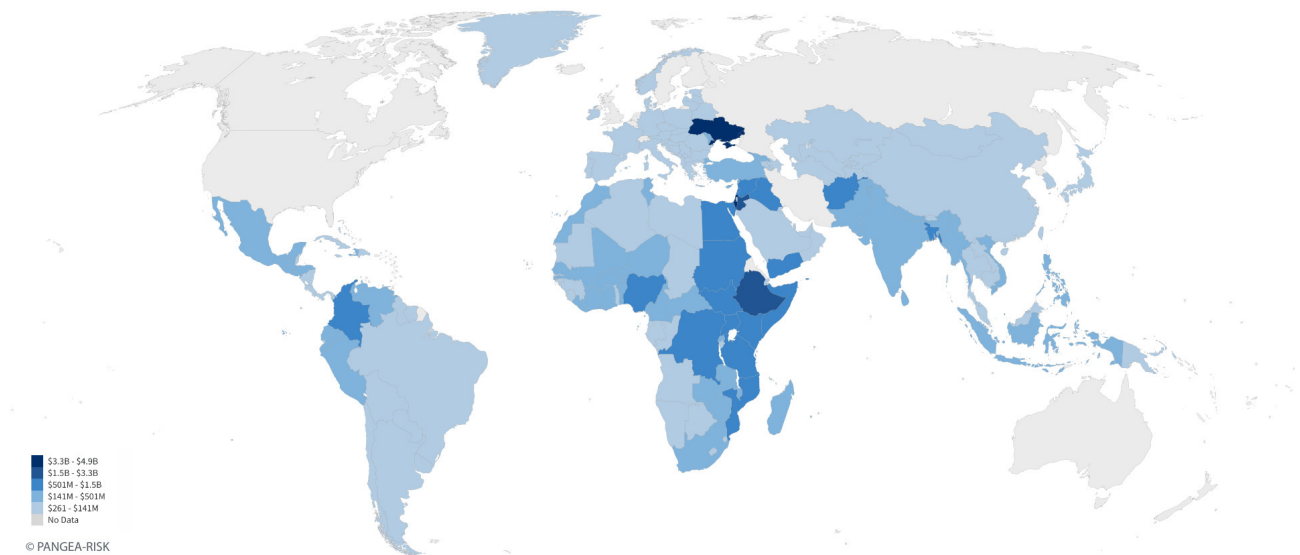 $3.3B - $4.9B
$1.5B - $3.3B
$501M - $1.5B
$141M - $501M
$261 - $141M
No Data
© PANGEA-RISK